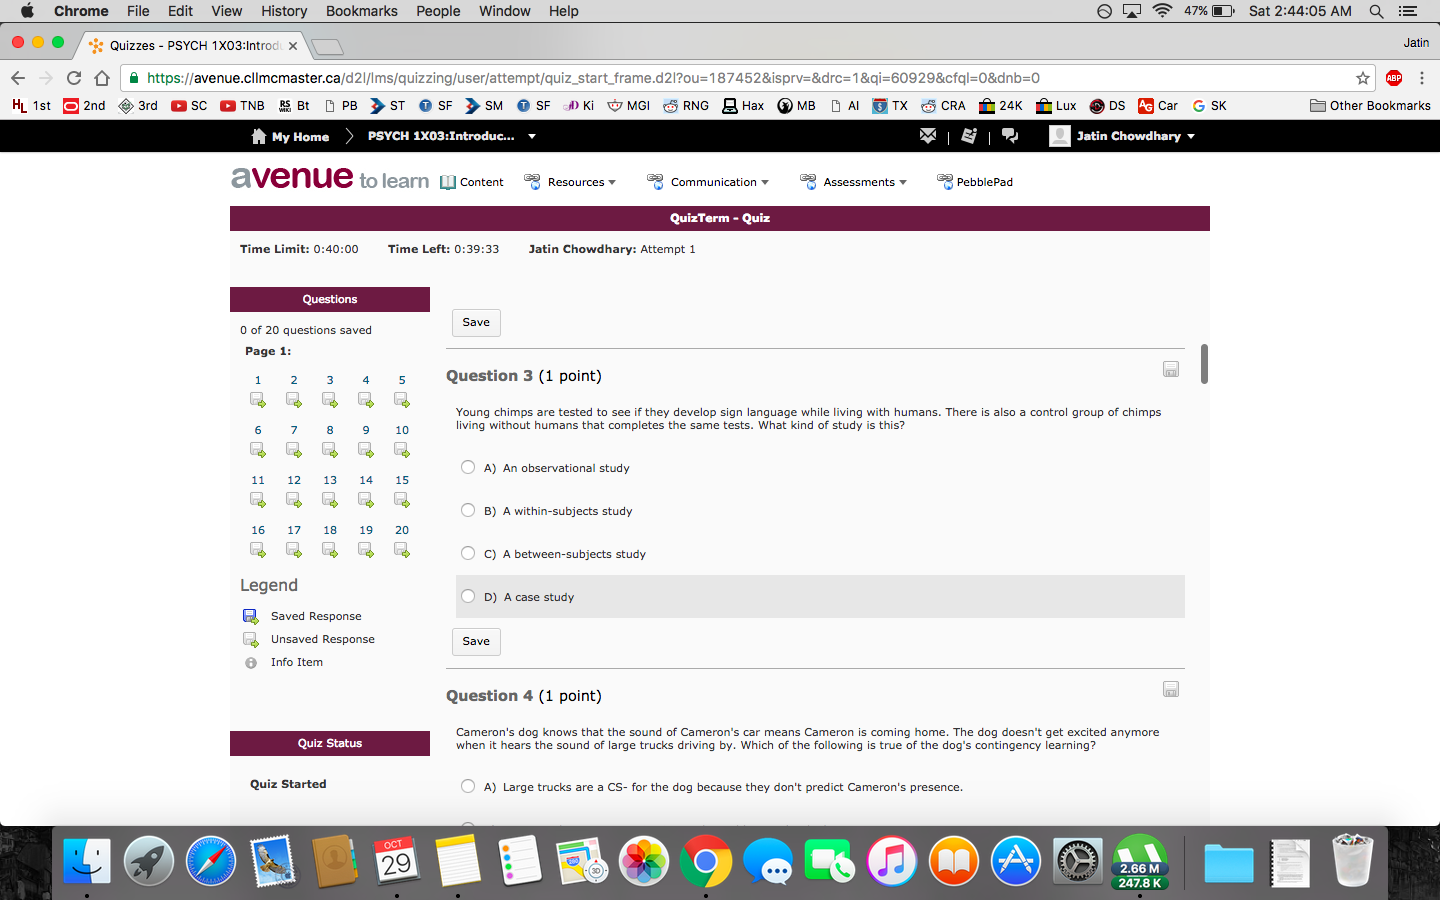 Chrome File Edit View History Bookmarks People Window Help 47% Sat 2:44:05 AM
Quizzes - PSYCH 1X03:Introdu Jatin
https://avenue.cllmcmaster.ca/d2l/lms/quizzing/user/attempt/quiz_start_frame.d2l?ou=187452&isprv=&drc=1&qi=60929&cfql=0&dnb=0 ABP
HL 1st 2nd 3rd SC TNB RS WIKI Bt PB ST T SF SM T SF Ki MGI RNG Hax MB AI TX CRA 24K Lux DS AG Car G SK Other Bookmarks
My Home PSYCH 1X03:Introduc... Jatin Chowdhary
avenue to learn Content Resources Communication Assessments PebblePad
QuizTerm - Quiz
Time Limit: 0:40:00 Time Left: 0:39:33 Jatin Chowdhary: Attempt 1
Questions
0 of 20 questions saved
Page 1:
1 2 3 4 5
6 7 8 9 10
11 12 13 14 15
16 17 18 19 20
Legend
Saved Response
Unsaved Response
Info Item
Quiz Status
Quiz Started
Save
Question 3 (1 point)
Young chimps are tested to see if they develop sign language while living with humans. There is also a control group of chimps
living without humans that completes the same tests. What kind of study is this?
A) An observational study
B) A within-subjects study
C) A between-subjects study
D) A case study
Save
Question 4 (1 point)
Cameron's dog knows that the sound of Cameron's car means Cameron is coming home. The dog doesn't get excited anymore
when it hears the sound of large trucks driving by. Which of the following is true of the dog's contingency learning?
A) Large trucks are a CS- for the dog because they don't predict Cameron's presence.
OCT
29
3D
2.66 M
247.8 K